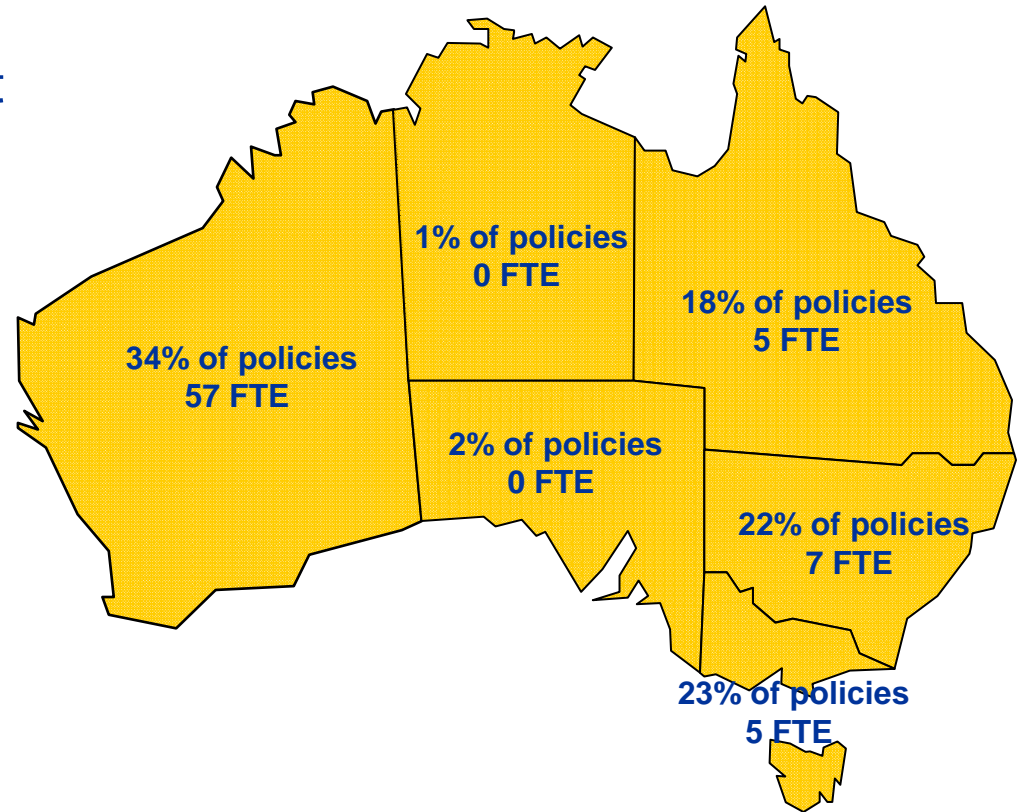 1% of policies
0 FTE
18% of policies
5 FTE
34% of policies
57 FTE
2% of policies
0 FTE
22% of policies
7 FTE
23% of policies
5 FTE